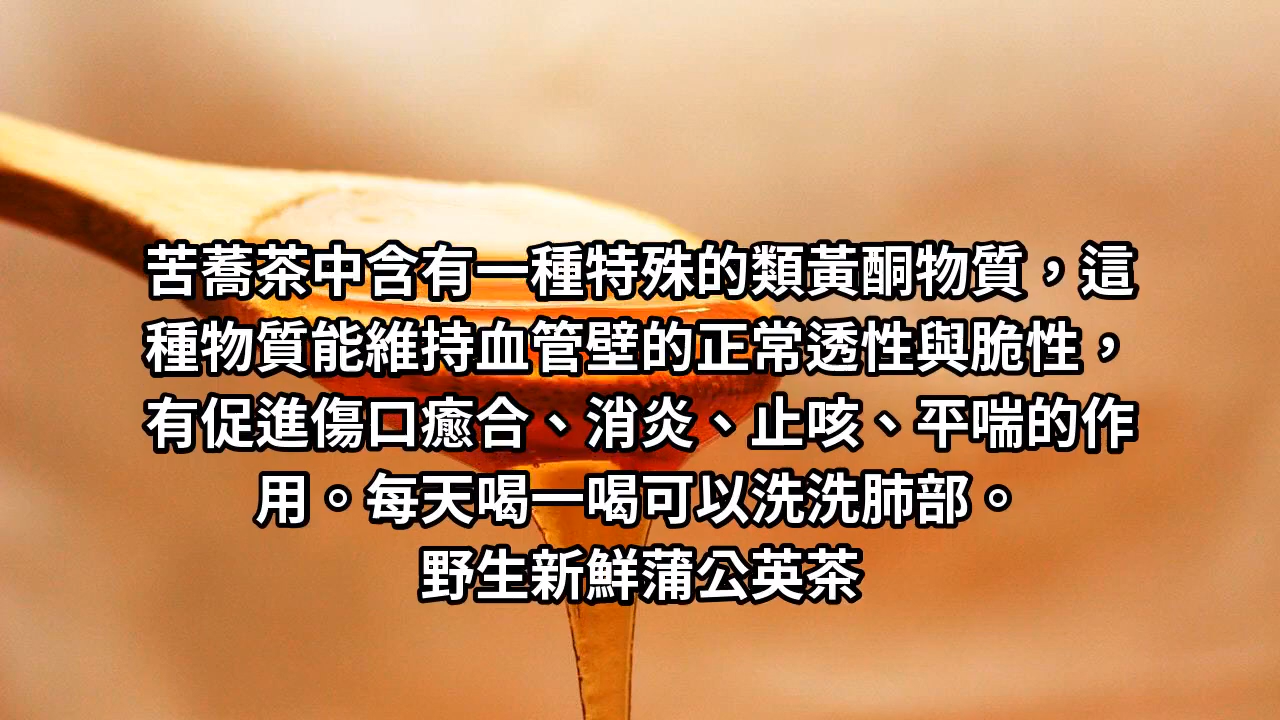 苦蕎茶中含有一種特殊的類黃酮物質，這
種物質能維持血管壁的正常透性與脆性，
有促進傷口癒合、消炎、止咳、平喘的作
用。每天喝一喝可以洗洗肺部。
野生新鮮蒲公英茶